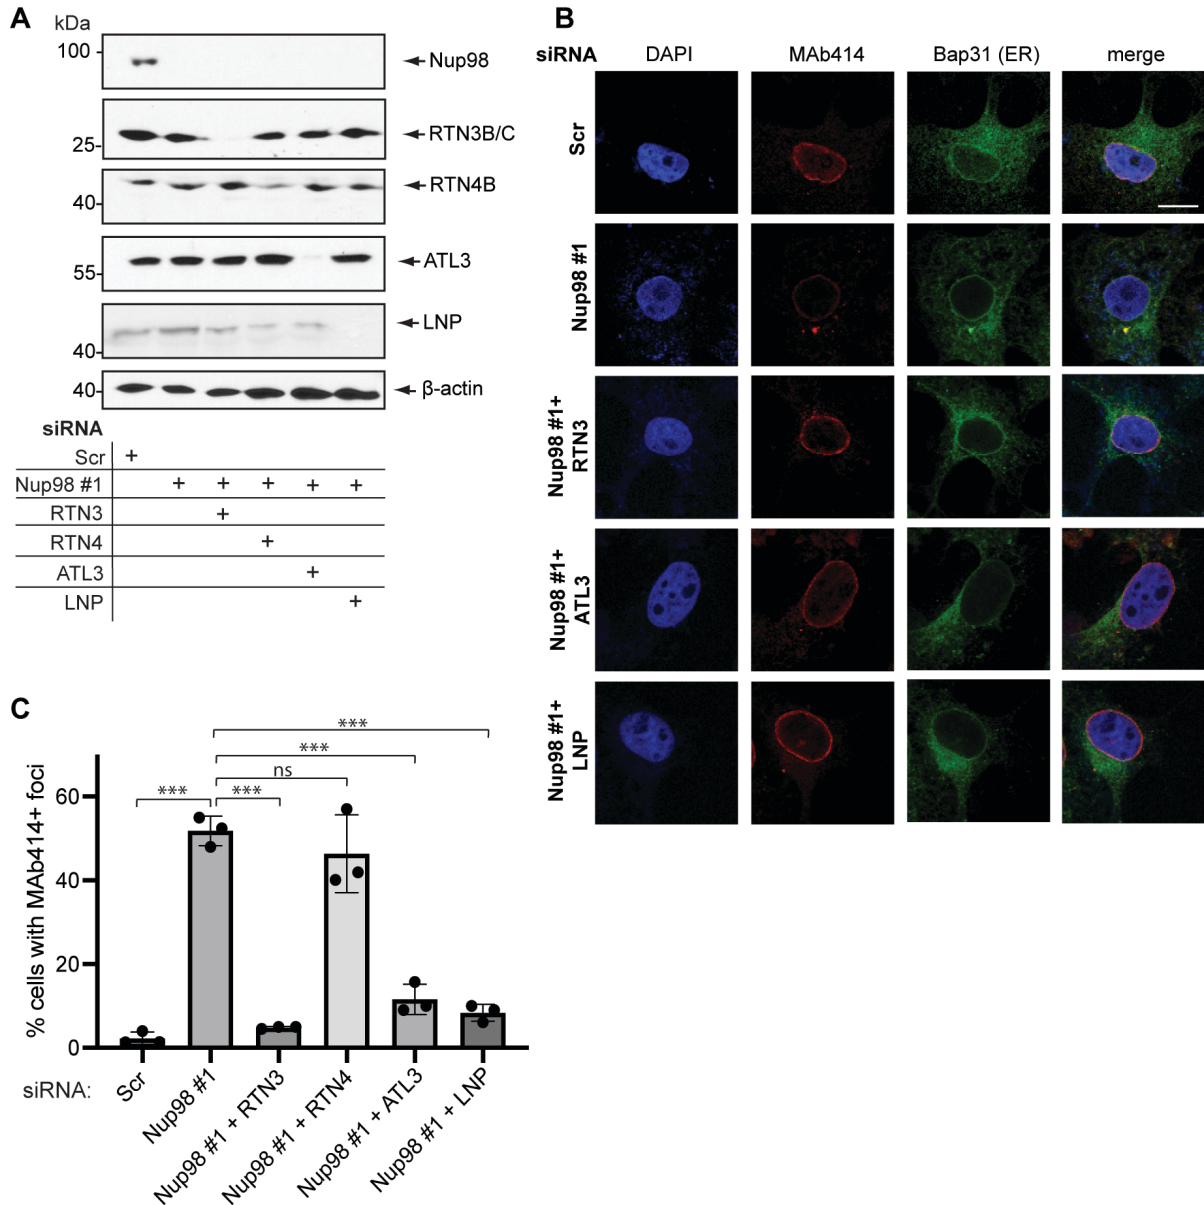 A
kDa
100
Nup98
25-
RTN3B/C
40-
RTN4B
55-
ATL3
40-
LNP
40-
β-actin
siRNA
Scr +
Nup98 #1 + + + + +
RTN3 +
RTN4 +
ATL3 +
LNP +
B
siRNA DAPI MAb414 Bap31 (ER) merge
Scr
Nup98 #1
Nup98 #1+
RTN3
Nup98 #1+
ATL3
Nup98 #1+
LNP
C
***
***
ns
*** ***
% cells with MAb414+ foci
60
40
20
0
siRNA:
Scr
Nup98 #1
Nup98 #1 + RTN3
Nup98 #1 + RTN4
Nup98 #1 + ATL3
Nup98 #1 + LNP